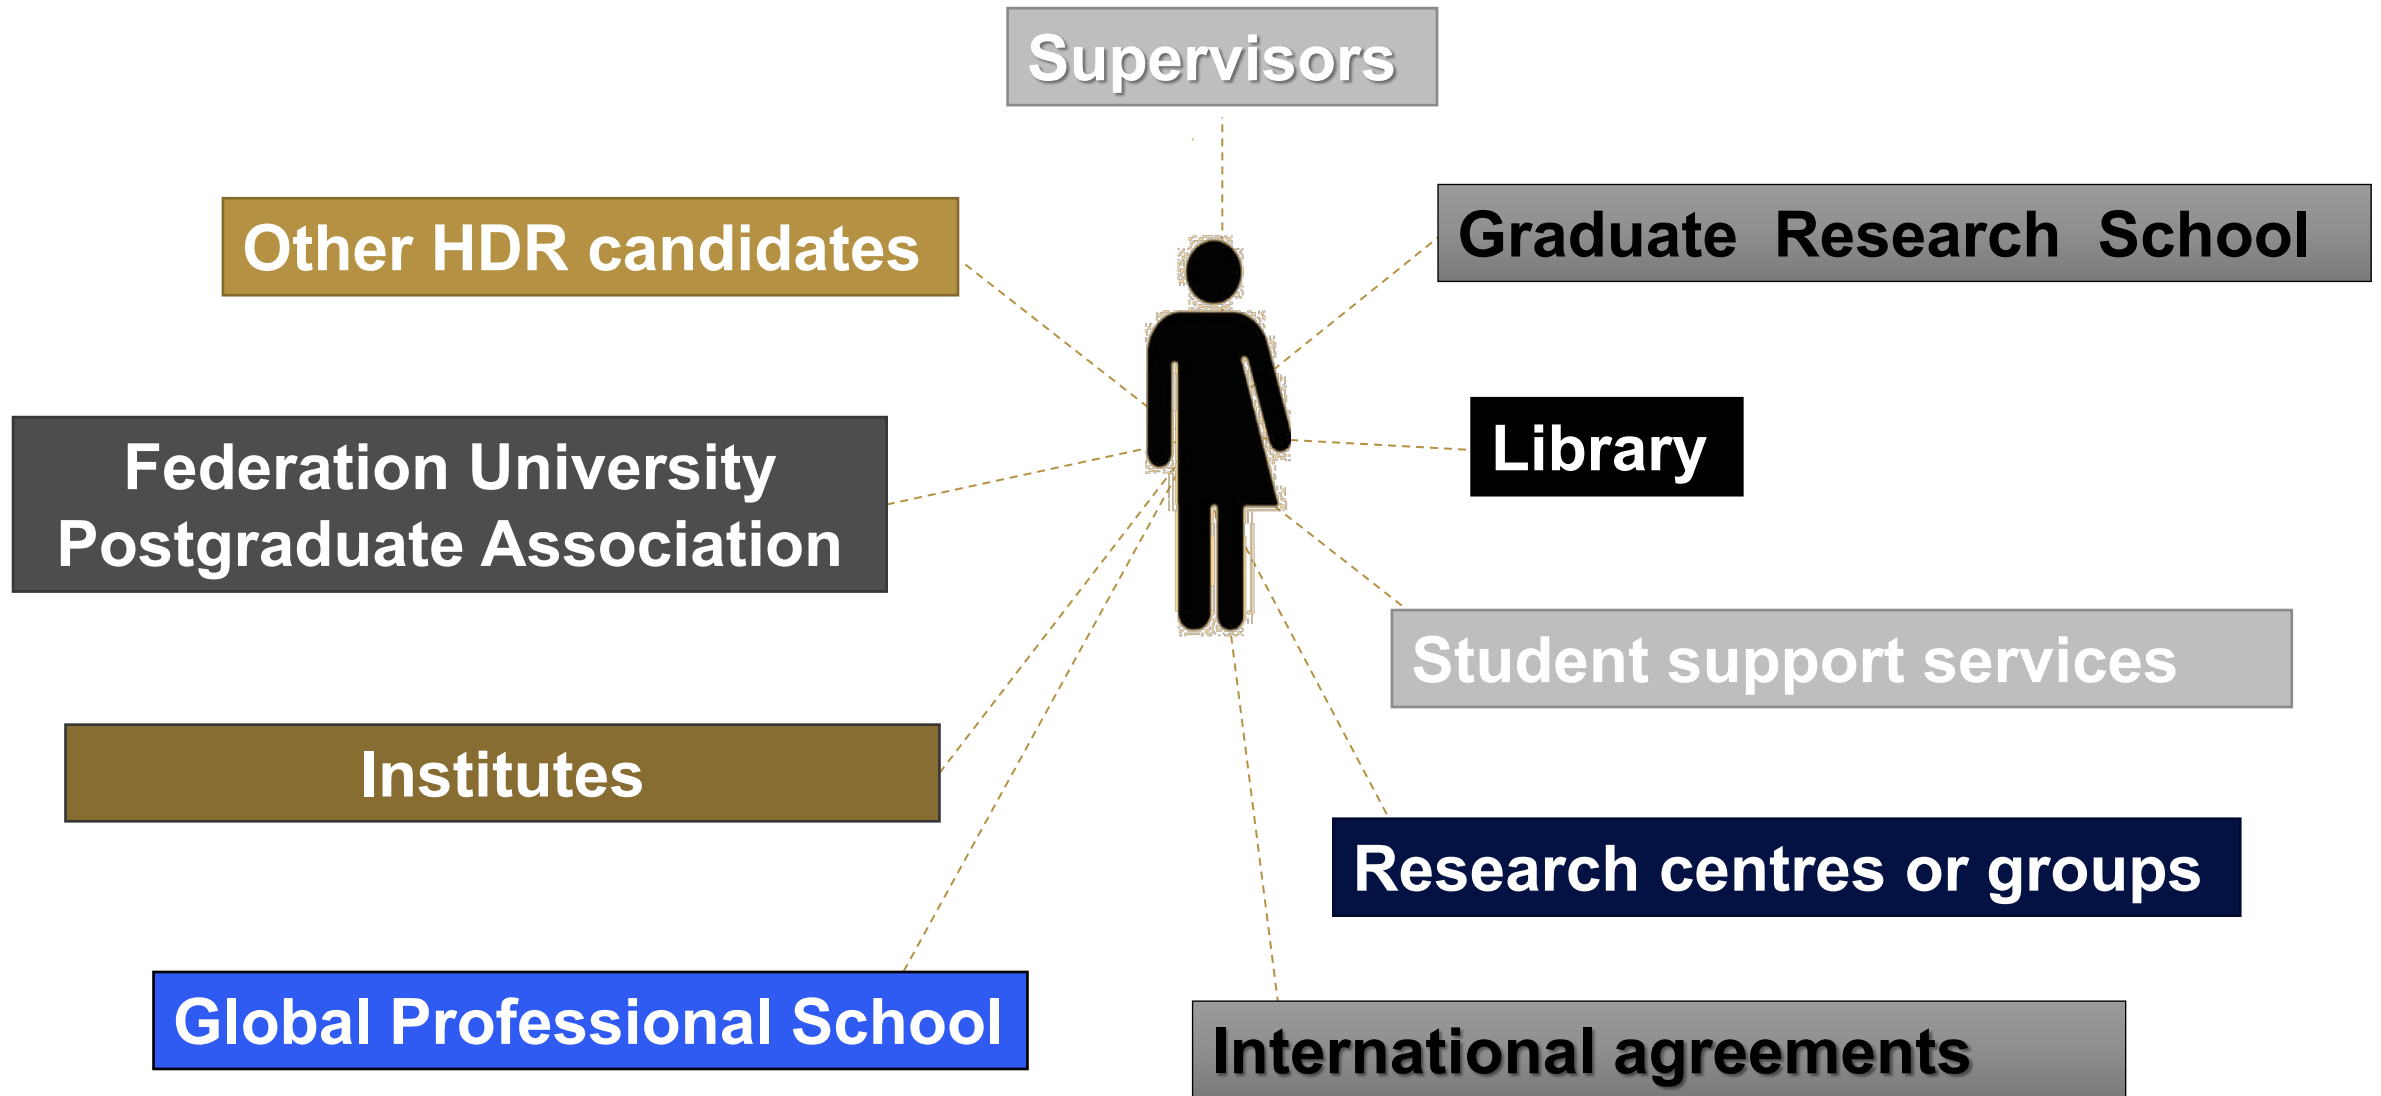 Supervisors
Other HDR candidates
Graduate Research School
Federation University
Postgraduate Association
Library
Student support services
Institutes
Research centres or groups
Global Professional School
International agreements